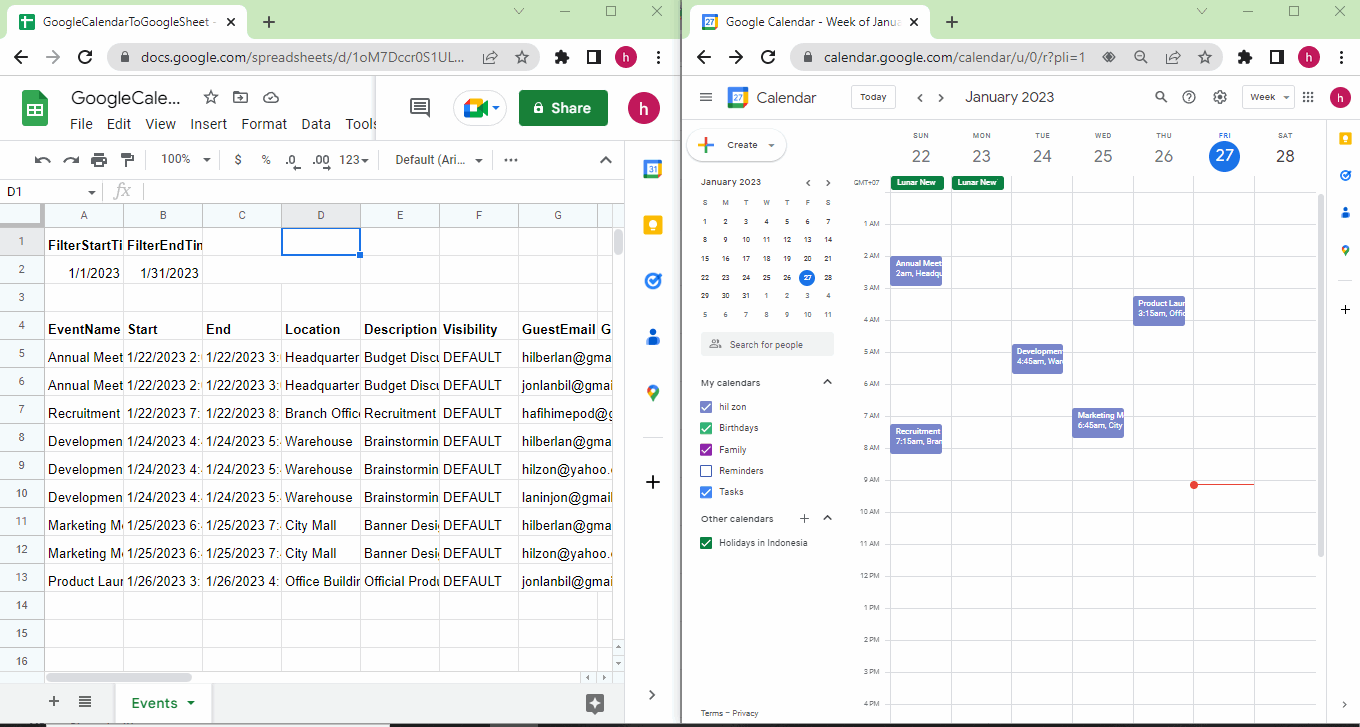 GoogleCalendarToGoogleSheet -
docs.google.com/spreadsheets/d/1oM7Dccr0S1UL...
h
GoogleCale...
Share
h
File Edit View Insert Format Data Tools
100% $ % .0 .00 123 Default (Ari... ...
D1 fx
A B C D E F G
1 FilterStartTi FilterEndTin
2 1/1/2023 1/31/2023
3
4 EventName Start End Location Description Visibility GuestEmail G
5 Annual Meet 1/22/2023 2: 1/22/2023 3: Headquarter Budget Discu DEFAULT hilberlan@gma
6 Annual Meet 1/22/2023 2: 1/22/2023 3: Headquarter Budget Discu DEFAULT jonlanbil@gmai
7 Recruitment 1/22/2023 7: 1/22/2023 8: Branch Office Recruitment DEFAULT hafihimepod@g
8 Developmen 1/24/2023 4: 1/24/2023 5: Warehouse Brainstormin DEFAULT hilberlan@gma
9 Developmen 1/24/2023 4: 1/24/2023 5: Warehouse Brainstormin DEFAULT hilzon@yahoo.
10 Developmen 1/24/2023 4: 1/24/2023 5: Warehouse Brainstormin DEFAULT laninjon@gmail
11 Marketing Me 1/25/2023 6: 1/25/2023 7: City Mall Banner Desi DEFAULT hilberlan@gma
12 Marketing Me 1/25/2023 6: 1/25/2023 7: City Mall Banner Desi DEFAULT hilzon@yahoo.
13 Product Laun 1/26/2023 3: 1/26/2023 4: Office Buildin Official Produ DEFAULT jonlanbil@gmai
14
15
16
Events
31
Google Calendar - Week of Janua
calendar.google.com/calendar/u/0/r?pli=1
h
27 Calendar Today January 2023 Week h
Create
SUN MON TUE WED THU FRI SAT
22 23 24 25 26 27 28
GMT+07 Lunar New Lunar New
January 2023
S M T W T F S
1 2 3 4 5 6 7
8 9 10 11 12 13 14
15 16 17 18 19 20 21
22 23 24 25 26 27 28
29 30 31 1 2 3 4
5 6 7 8 9 10 11
Search for people
My calendars
hil zon
Birthdays
Family
Reminders
Tasks
Other calendars
Holidays in Indonesia
Terms – Privacy
1 AM
2 AM
3 AM
4 AM
5 AM
6 AM
7 AM
8 AM
9 AM
10 AM
11 AM
12 PM
1 PM
2 PM
3 PM
4 PM
Annual Meet
2am, Headqu
Recruitment
7:15am, Bran
Developmen
4:45am, War
Marketing M
6:45am, City
Product Laun
3:15am, Offic